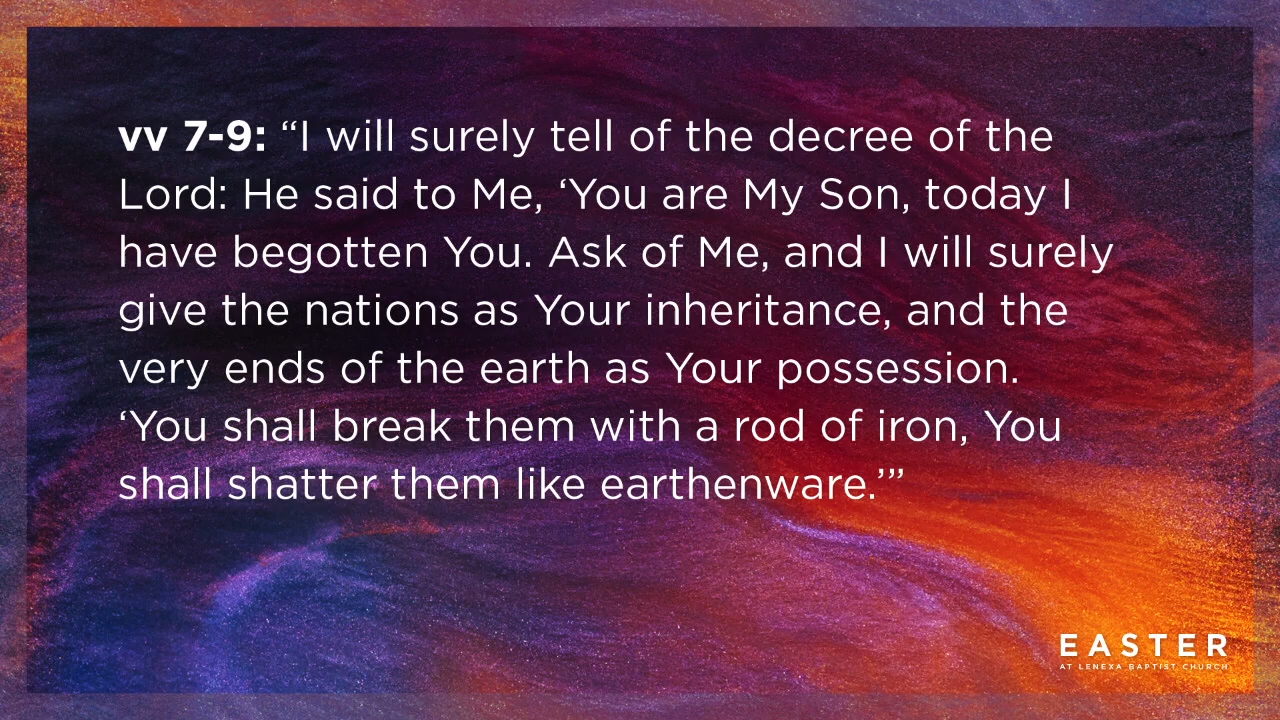 vv 7-9: “I will surely tell of the decree of the
Lord: He said to Me, ‘You are My Son, today I
have begotten You. Ask of Me, and I will surely
give the nations as Your inheritance, and the
very ends of the earth as Your possession.
‘You shall break them with a rod of iron, You
shall shatter them like earthenware.’”
EASTER
AT LENEXA BAPTIST CHURCH